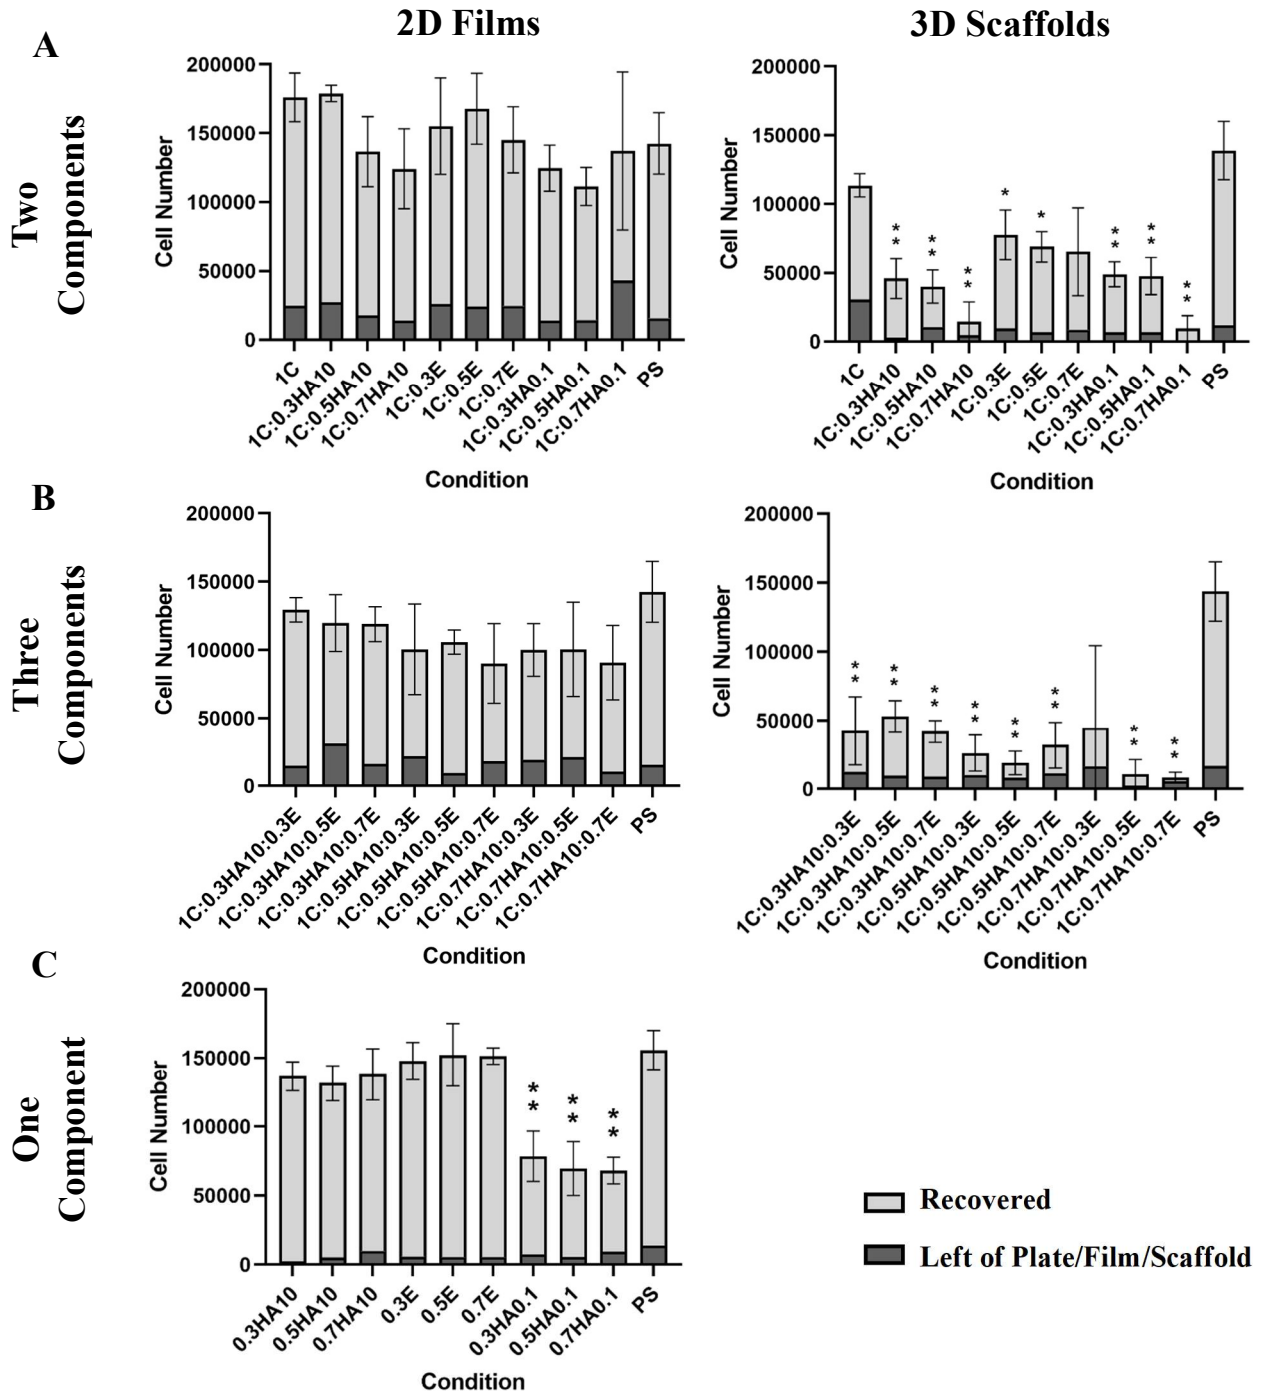 2D Films
3D Scaffolds
A
Two
Components
Cell Number
200000
150000
100000
50000
0
1C
1C:0.3HA10
1C:0.5HA10
1C:0.7HA10
1C:0.3E
1C:0.5E
1C:0.7E
1C:0.3HA0.1
1C:0.5HA0.1
1C:0.7HA0.1
PS
Condition
Cell Number
200000
150000
100000
50000
0
* *
* *
* *
*
*
* *
* *
* *
1C
1C:0.3HA10
1C:0.5HA10
1C:0.7HA10
1C:0.3E
1C:0.5E
1C:0.7E
1C:0.3HA0.1
1C:0.5HA0.1
1C:0.7HA0.1
PS
Condition
B
Three
Components
Cell Number
200000
150000
100000
50000
0
1C:0.3HA10:0.3E
1C:0.3HA10:0.5E
1C:0.3HA10:0.7E
1C:0.5HA10:0.3E
1C:0.5HA10:0.5E
1C:0.5HA10:0.7E
1C:0.7HA10:0.3E
1C:0.7HA10:0.5E
1C:0.7HA10:0.7E
PS
Condition
Cell Number
200000
150000
100000
50000
0
* *
* *
* *
* *
* *
* *
* *
* *
1C:0.3HA10:0.3E
1C:0.3HA10:0.5E
1C:0.3HA10:0.7E
1C:0.5HA10:0.3E
1C:0.5HA10:0.5E
1C:0.5HA10:0.7E
1C:0.7HA10:0.3E
1C:0.7HA10:0.5E
1C:0.7HA10:0.7E
PS
Condition
C
One
Component
Cell Number
200000
150000
100000
50000
0
* *
* *
* *
0.3HA10
0.5HA10
0.7HA10
0.3E
0.5E
0.7E
0.3HA0.1
0.5HA0.1
0.7HA0.1
PS
Condition
Recovered
Left of Plate/Film/Scaffold